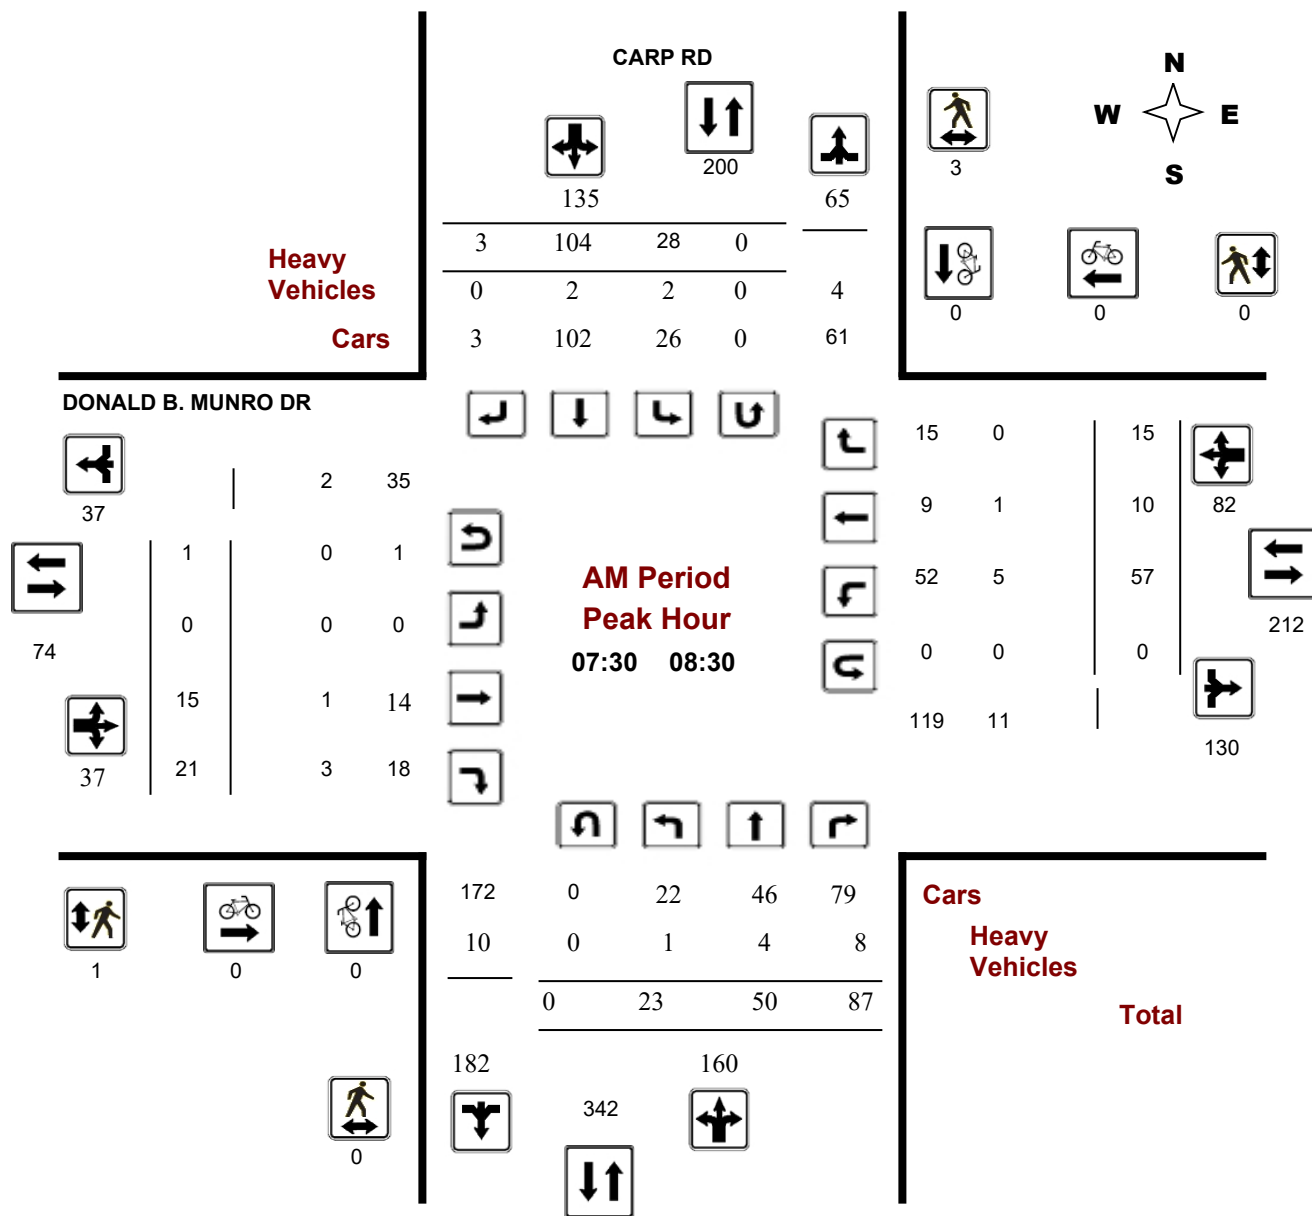 CARP RD
N
W E
S
200
3
135 65
3 104 28 0
Heavy
Vehicles
0 2 2 0 4
0 0 0
Cars
3 102 26 0 61
DONALD B. MUNRO DR
15 0 15
2 35
37
9 1 10 82
1 0 1
AM Period
52 5 57
Peak Hour
0 0 0
212
74
07:30 08:30
0 0 0
15 1 14
119 11
130
37
21 3 18
172 0 22 46 79
Cars
10 0 1 4 8
Heavy
Vehicles
1 0 0
0 23 50 87
Total
182 160
342
0